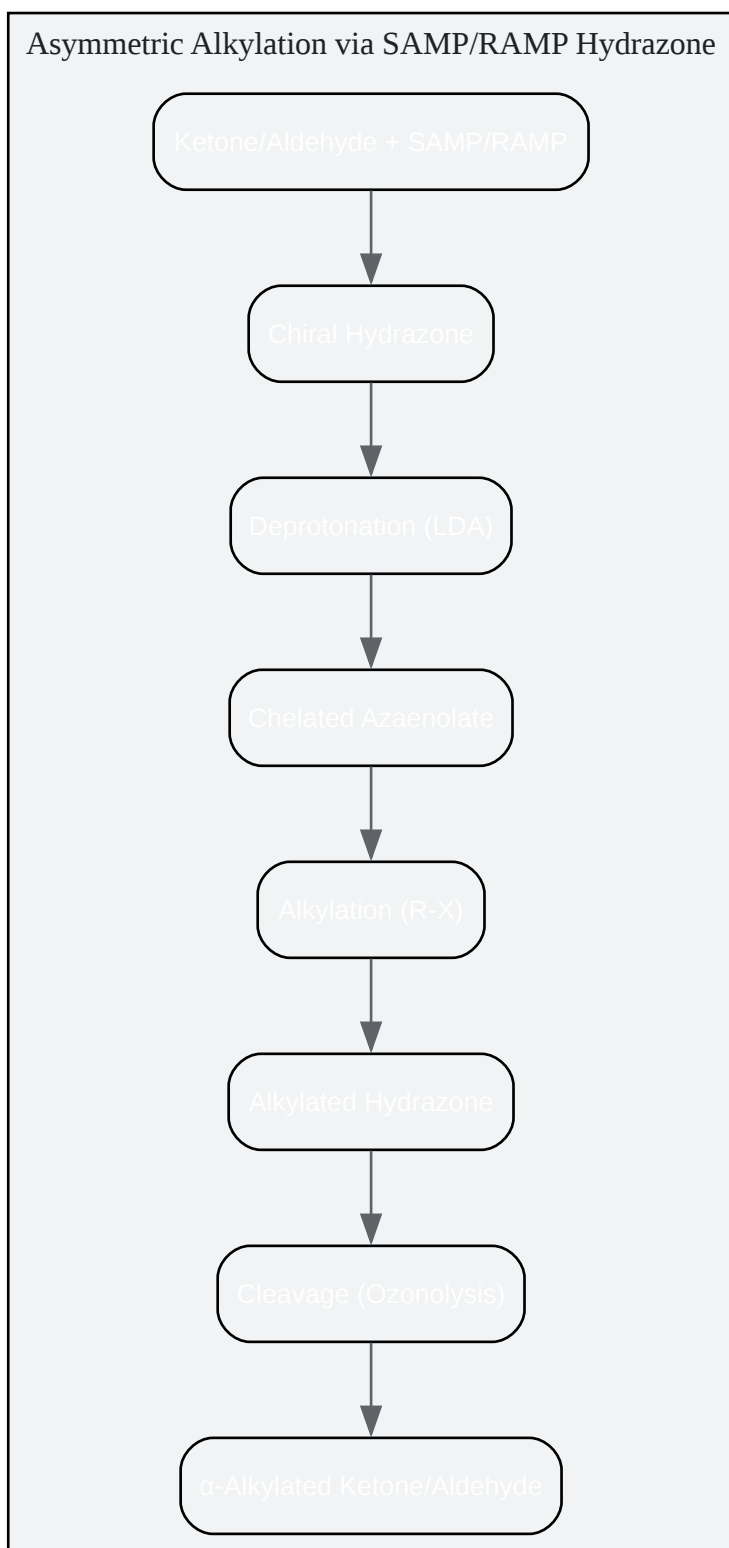 Asymmetric Alkylation via SAMP/RAMP Hydrazone
Ketone/Aldehyde + SAMP/RAMP
Chiral Hydrazone
Deprotonation (LDA)
Chelated Azaenolate
Alkylation (R-X)
Alkylated Hydrazone
Cleavage (Ozonolysis)
α-Alkylated Ketone/Aldehyde